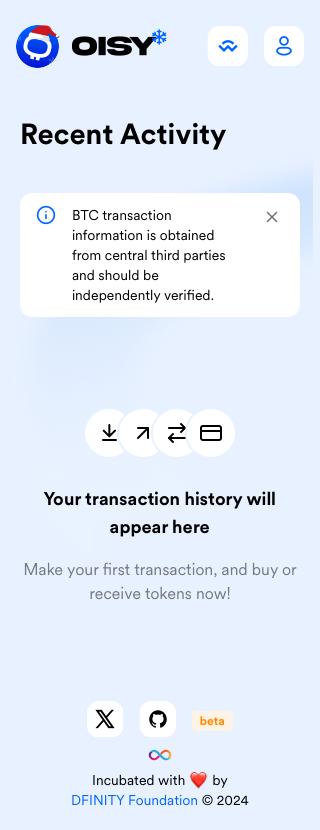 OISY
Recent Activity
BTC transaction
information is obtained
from central third parties
and should be
independently verified.
Your transaction history will
appear here
Make your first transaction, and buy or
receive tokens now!
beta
Incubated with ❤️ by
DFINITY Foundation © 2024